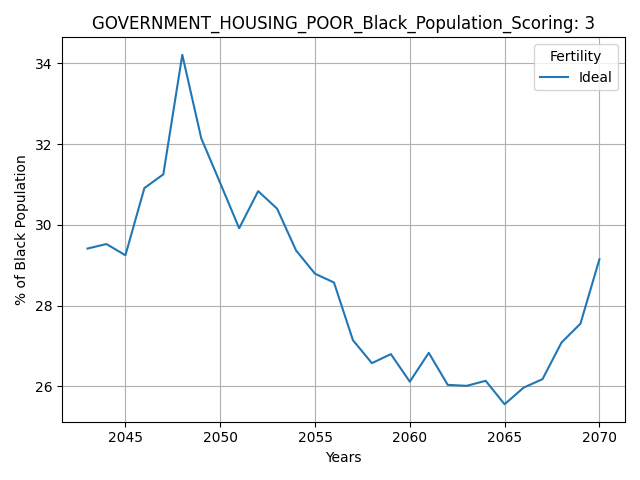 GOVERNMENT_HOUSING_POOR_Black_Population_Scoring: 3
Fertility
Ideal
% of Black Population
34
32
30
28
26
2045 2050 2055 2060 2065 2070
Years